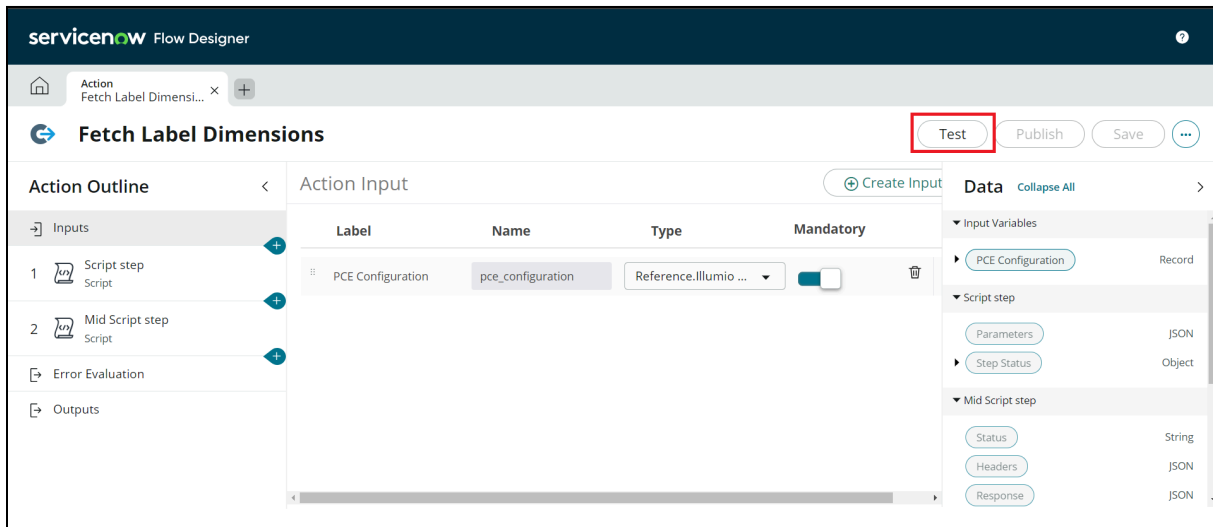 servicenow Flow Designer
Action
Fetch Label Dimensi...
Fetch Label Dimensions
Test
Publish
Save
Action Outline
Action Input
Create Input
Data Collapse All
Inputs
Label Name Type Mandatory
Input Variables
1 Script step
Script
PCE Configuration pce_configuration Reference.Illumio ...
PCE Configuration Record
Script step
2 Mid Script step
Script
Parameters JSON
Step Status Object
Error Evaluation
Mid Script step
Outputs
Status String
Headers JSON
Response JSON